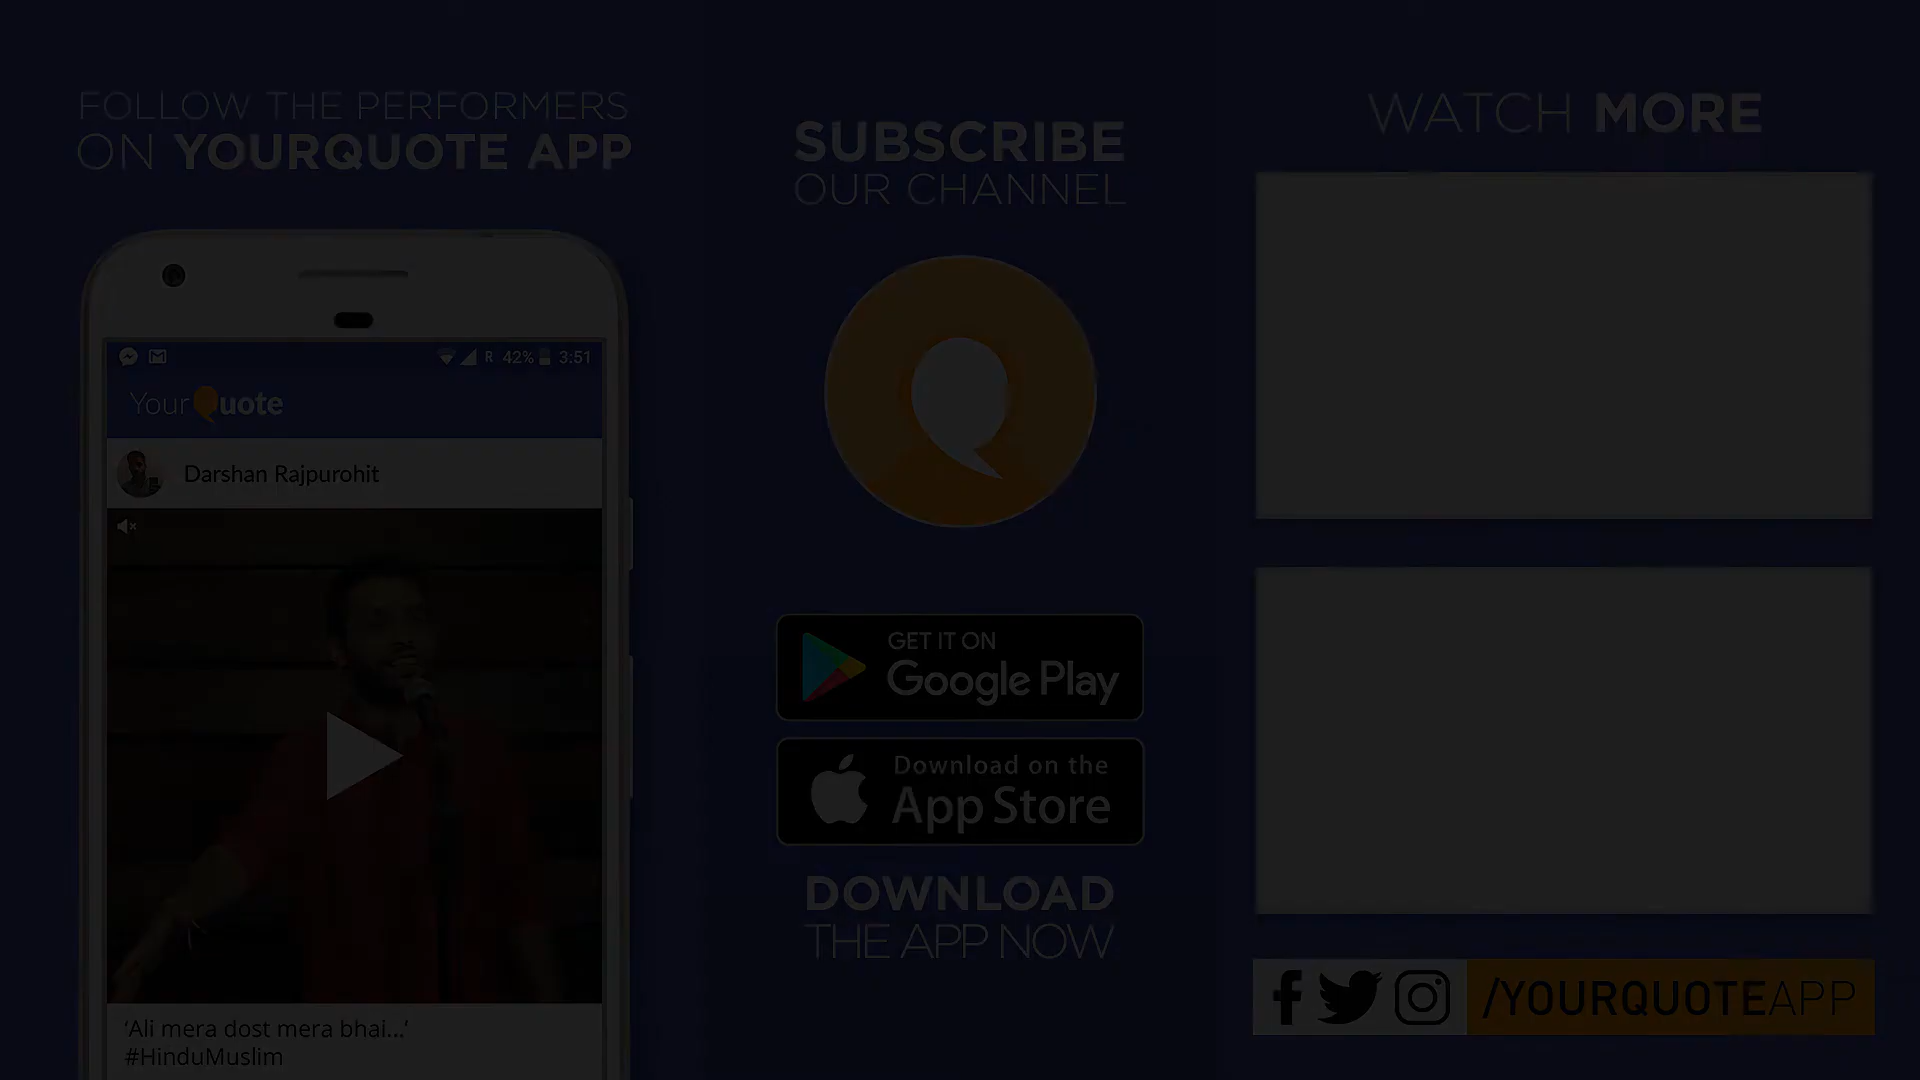 FOLLOW THE PERFORMERS
ON YOURQUOTE APP
R 42% 3:51
YourQuote
Darshan Rajpurohit
‘Ali mera dost mera bhai...’
#HinduMuslim
SUBSCRIBE
OUR CHANNEL
GET IT ON
Google Play
Download on the
App Store
DOWNLOAD
THE APP NOW
WATCH MORE
/YOURQUOTEAPP